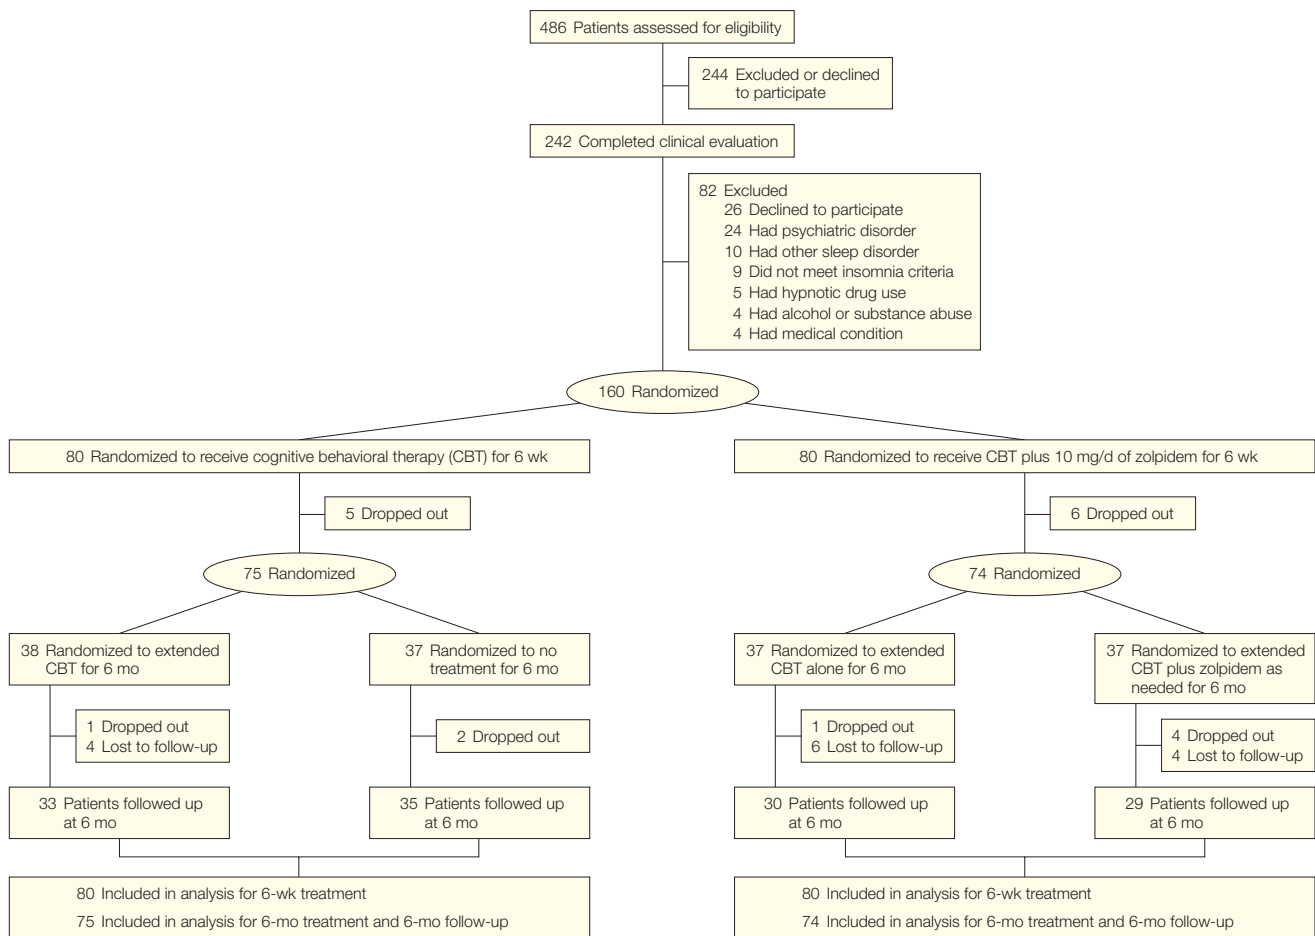 486 Patients assessed for eligibility
244 Excluded or declined
to participate
242 Completed clinical evaluation
82 Excluded
26 Declined to participate
24 Had psychiatric disorder
10 Had other sleep disorder
9 Did not meet insomnia criteria
5 Had hypnotic drug use
4 Had alcohol or substance abuse
4 Had medical condition
160 Randomized
80 Randomized to receive cognitive behavioral therapy (CBT) for 6 wk
80 Randomized to receive CBT plus 10 mg/d of zolpidem for 6 wk
5 Dropped out
6 Dropped out
75 Randomized
74 Randomized
38 Randomized to extended
CBT for 6 mo
37 Randomized to no
treatment for 6 mo
37 Randomized to extended
CBT alone for 6 mo
37 Randomized to extended
CBT plus zolpidem as
needed for 6 mo
1 Dropped out
4 Lost to follow-up
2 Dropped out
1 Dropped out
6 Lost to follow-up
4 Dropped out
4 Lost to follow-up
33 Patients followed up
at 6 mo
35 Patients followed up
at 6 mo
30 Patients followed up
at 6 mo
29 Patients followed up
at 6 mo
80 Included in analysis for 6-wk treatment
75 Included in analysis for 6-mo treatment and 6-mo follow-up
80 Included in analysis for 6-wk treatment
74 Included in analysis for 6-mo treatment and 6-mo follow-up